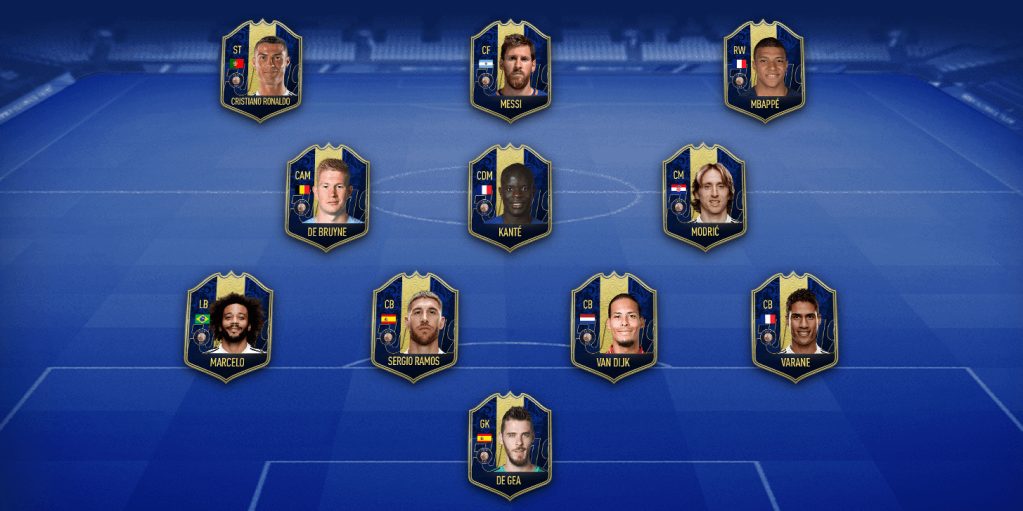 ST
CRISTIANO RONALDO
CF
MESSI
RW
MBAPPÉ
CAM
DE BRUYNE
CDM
KANTÉ
CM
MODRIĆ
LB
MARCELO
CB
SERGIO RAMOS
CB
VAN DIJK
CB
VARANE
GK
DE GEA